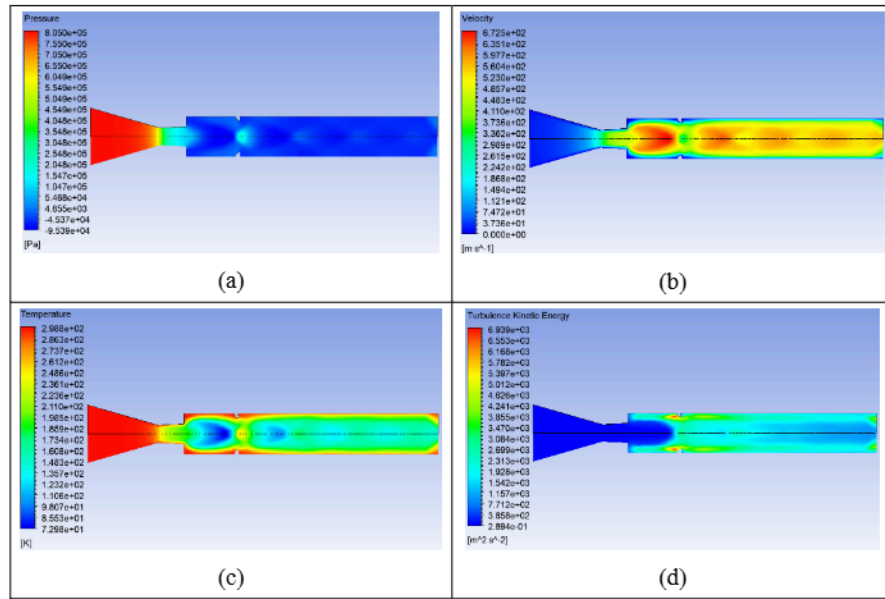 Pressure
8.050e+05
7.550e+05
7.050e+05
6.550e+05
6.049e+05
5.549e+05
5.049e+05
4.549e+05
4.048e+05
3.548e+05
3.048e+05
2.548e+05
2.048e+05
1.547e+05
1.047e+05
5.468e+04
4.655e+03
-4.537e+04
-9.539e+04
[Pa]
(a)
Velocity
6.725e+02
6.351e+02
5.977e+02
5.604e+02
5.230e+02
4.857e+02
4.483e+02
4.110e+02
3.736e+02
3.362e+02
2.989e+02
2.615e+02
2.242e+02
1.868e+02
1.494e+02
1.121e+02
7.472e+01
3.736e+01
0.000e+00
[m s^-1]
(b)
Temperature
2.988e+02
2.863e+02
2.737e+02
2.612e+02
2.486e+02
2.361e+02
2.236e+02
2.110e+02
1.985e+02
1.859e+02
1.734e+02
1.608e+02
1.483e+02
1.357e+02
1.232e+02
1.106e+02
9.807e+01
8.553e+01
7.298e+01
[K]
(c)
Turbulence Kinetic Energy
6.939e+03
6.553e+03
6.168e+03
5.782e+03
5.397e+03
5.012e+03
4.626e+03
4.241e+03
3.855e+03
3.470e+03
3.084e+03
2.699e+03
2.313e+03
1.928e+03
1.542e+03
1.157e+03
7.712e+02
3.858e+02
2.894e-01
[m^2 s^-2]
(d)